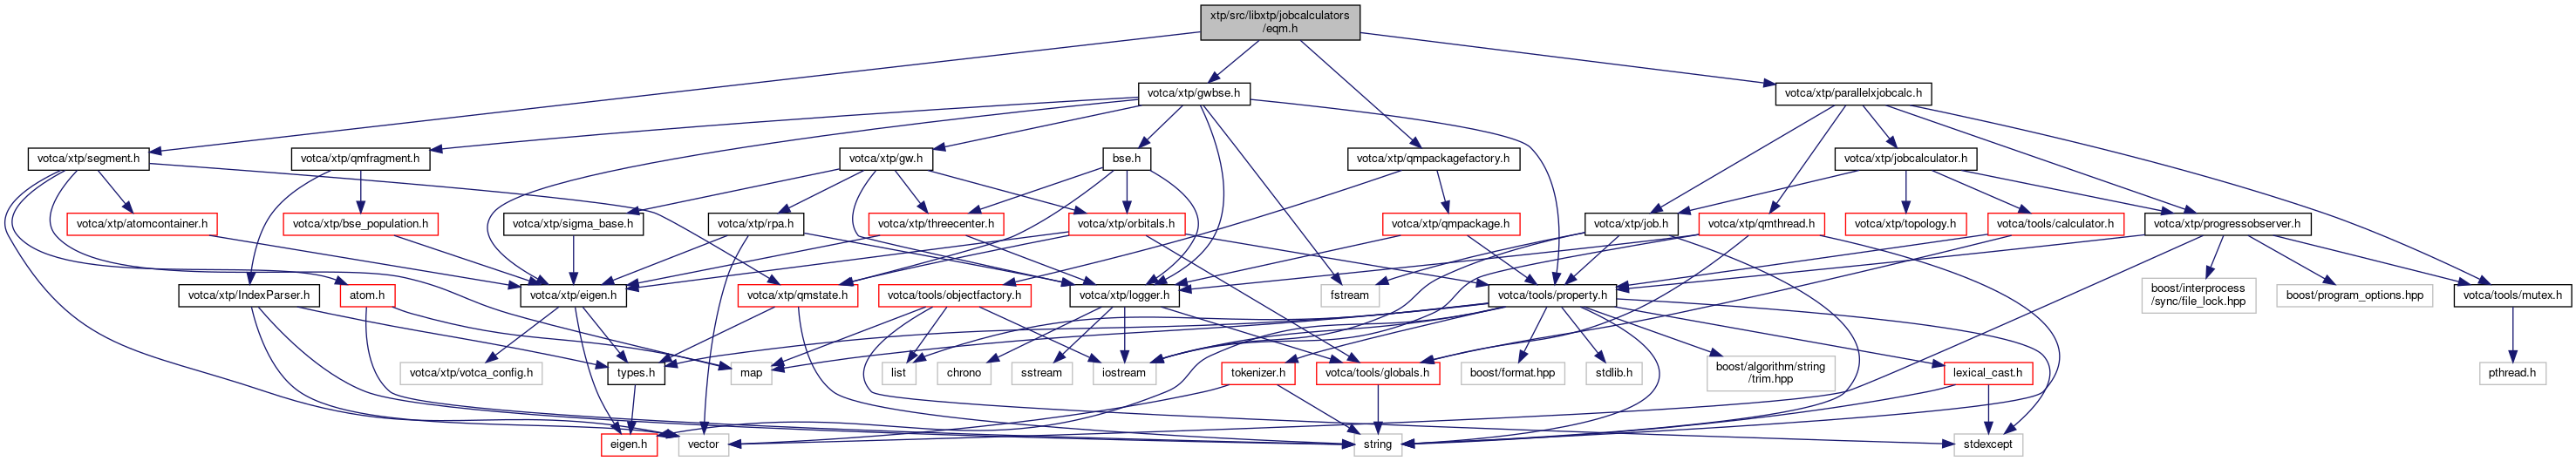 xtp/src/libxtp/jobcalculators
/eqm.h
votca/xtp/gwbse.h
votca/xtp/parallelxjobcalc.h
votca/xtp/segment.h
votca/xtp/qmfragment.h
votca/xtp/gw.h
bse.h
votca/xtp/qmpackagefactory.h
votca/xtp/jobcalculator.h
votca/xtp/atomcontainer.h
votca/xtp/bse_population.h
votca/xtp/sigma_base.h
votca/xtp/rpa.h
votca/xtp/threecenter.h
votca/xtp/orbitals.h
votca/xtp/qmpackage.h
votca/xtp/job.h
votca/xtp/qmthread.h
votca/xtp/topology.h
votca/tools/calculator.h
votca/xtp/progressobserver.h
votca/xtp/IndexParser.h
atom.h
votca/xtp/eigen.h
votca/xtp/qmstate.h
votca/tools/objectfactory.h
votca/xtp/logger.h
fstream
votca/tools/property.h
boost/interprocess
/sync/file_lock.hpp
boost/program_options.hpp
votca/tools/mutex.h
votca/xtp/votca_config.h
types.h
map
list
chrono
sstream
iostream
tokenizer.h
votca/tools/globals.h
boost/format.hpp
stdlib.h
boost/algorithm/string
/trim.hpp
lexical_cast.h
pthread.h
eigen.h
vector
string
stdexcept